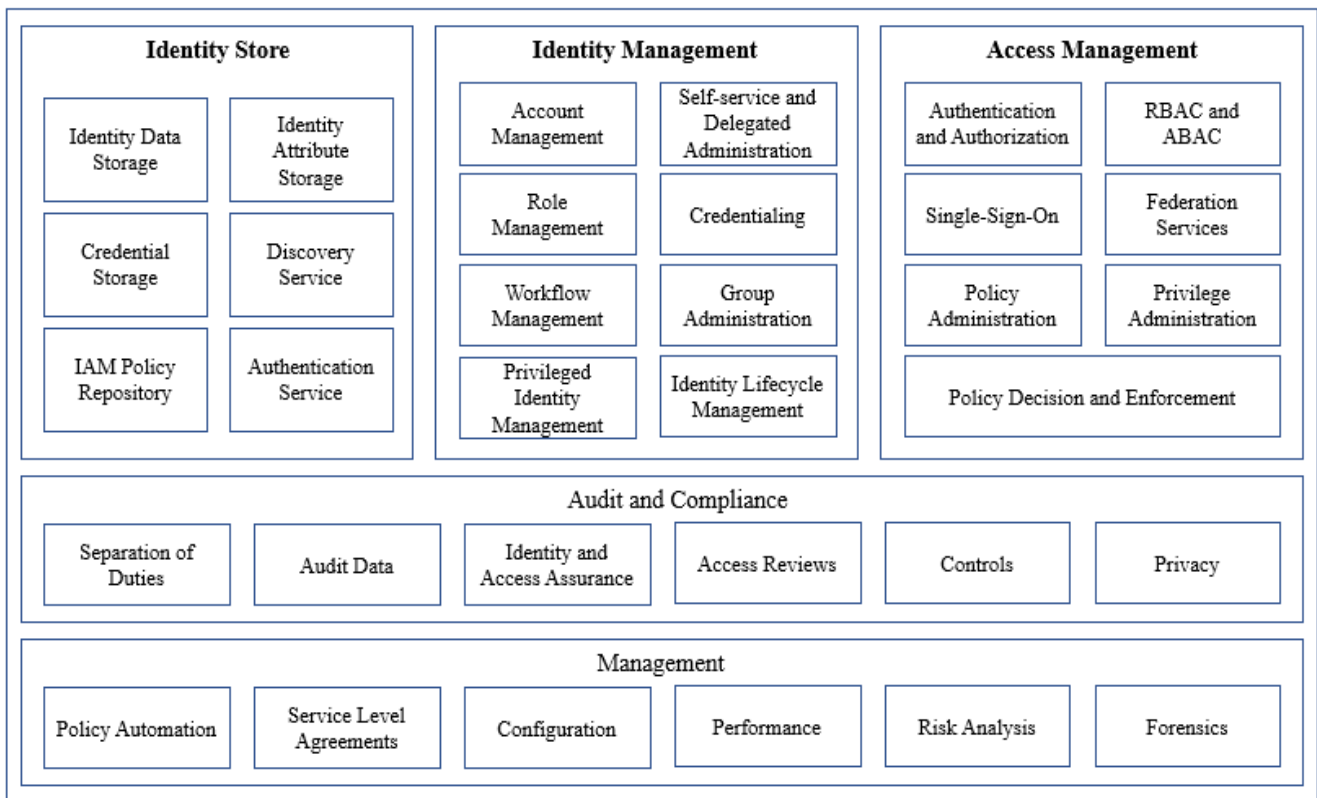 Identity Store
Identity Data
Storage
Identity
Attribute
Storage
Credential
Storage
Discovery
Service
IAM Policy
Repository
Authentication
Service
Identity Management
Account
Management
Self-service and
Delegated
Administration
Role
Management
Credentialing
Workflow
Management
Group
Administration
Privileged
Identity
Management
Identity Lifecycle
Management
Access Management
Authentication
and Authorization
RBAC and
ABAC
Single-Sign-On
Federation
Services
Policy
Administration
Privilege
Administration
Policy Decision and Enforcement
Audit and Compliance
Separation of
Duties
Audit Data
Identity and
Access Assurance
Access Reviews
Controls
Privacy
Management
Policy Automation
Service Level
Agreements
Configuration
Performance
Risk Analysis
Forensics